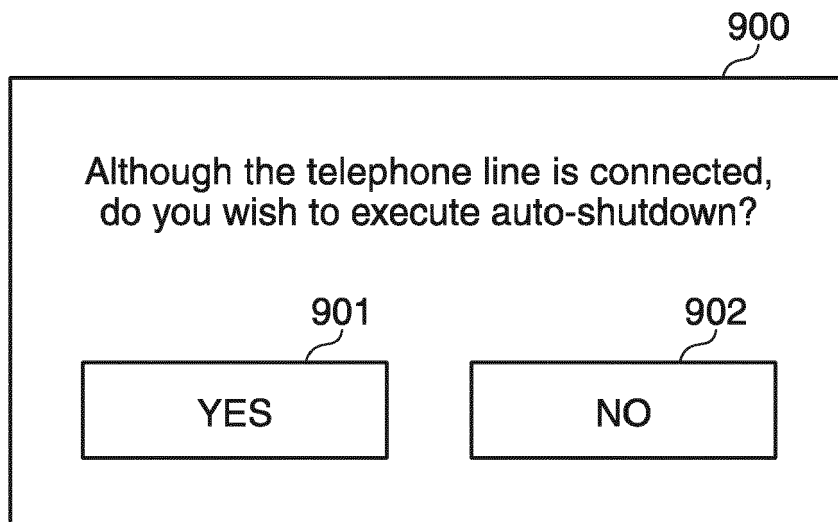 900
Although the telephone line is connected,
do you wish to execute auto-shutdown?
901
902
YES
NO